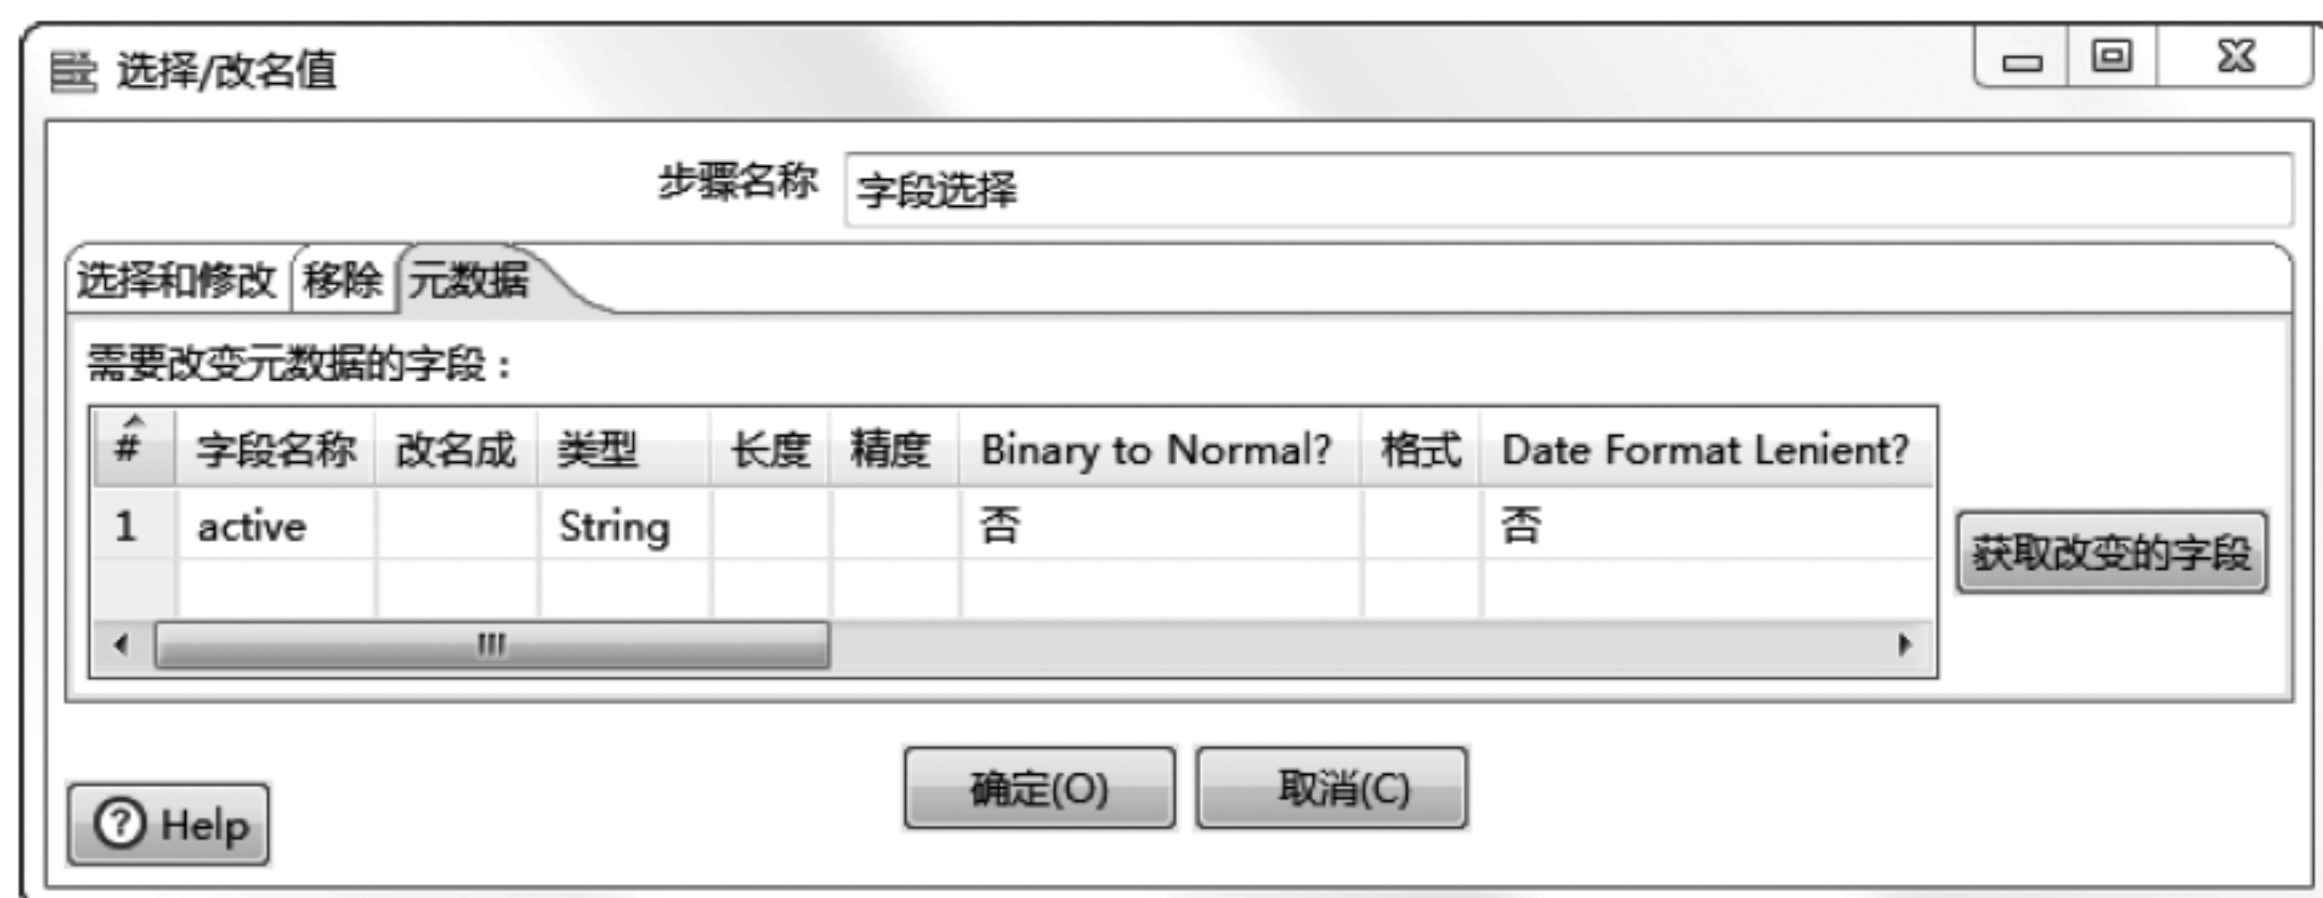 选择/改名值
步骤名称 字段选择
选择和修改 移除 元数据
需要改变元数据的字段：
# 字段名称 改名成 类型 长度 精度 Binary to Normal? 格式 Date Format Lenient?
1 active String 否 否
获取改变的字段
确定(O) 取消(C)
Help